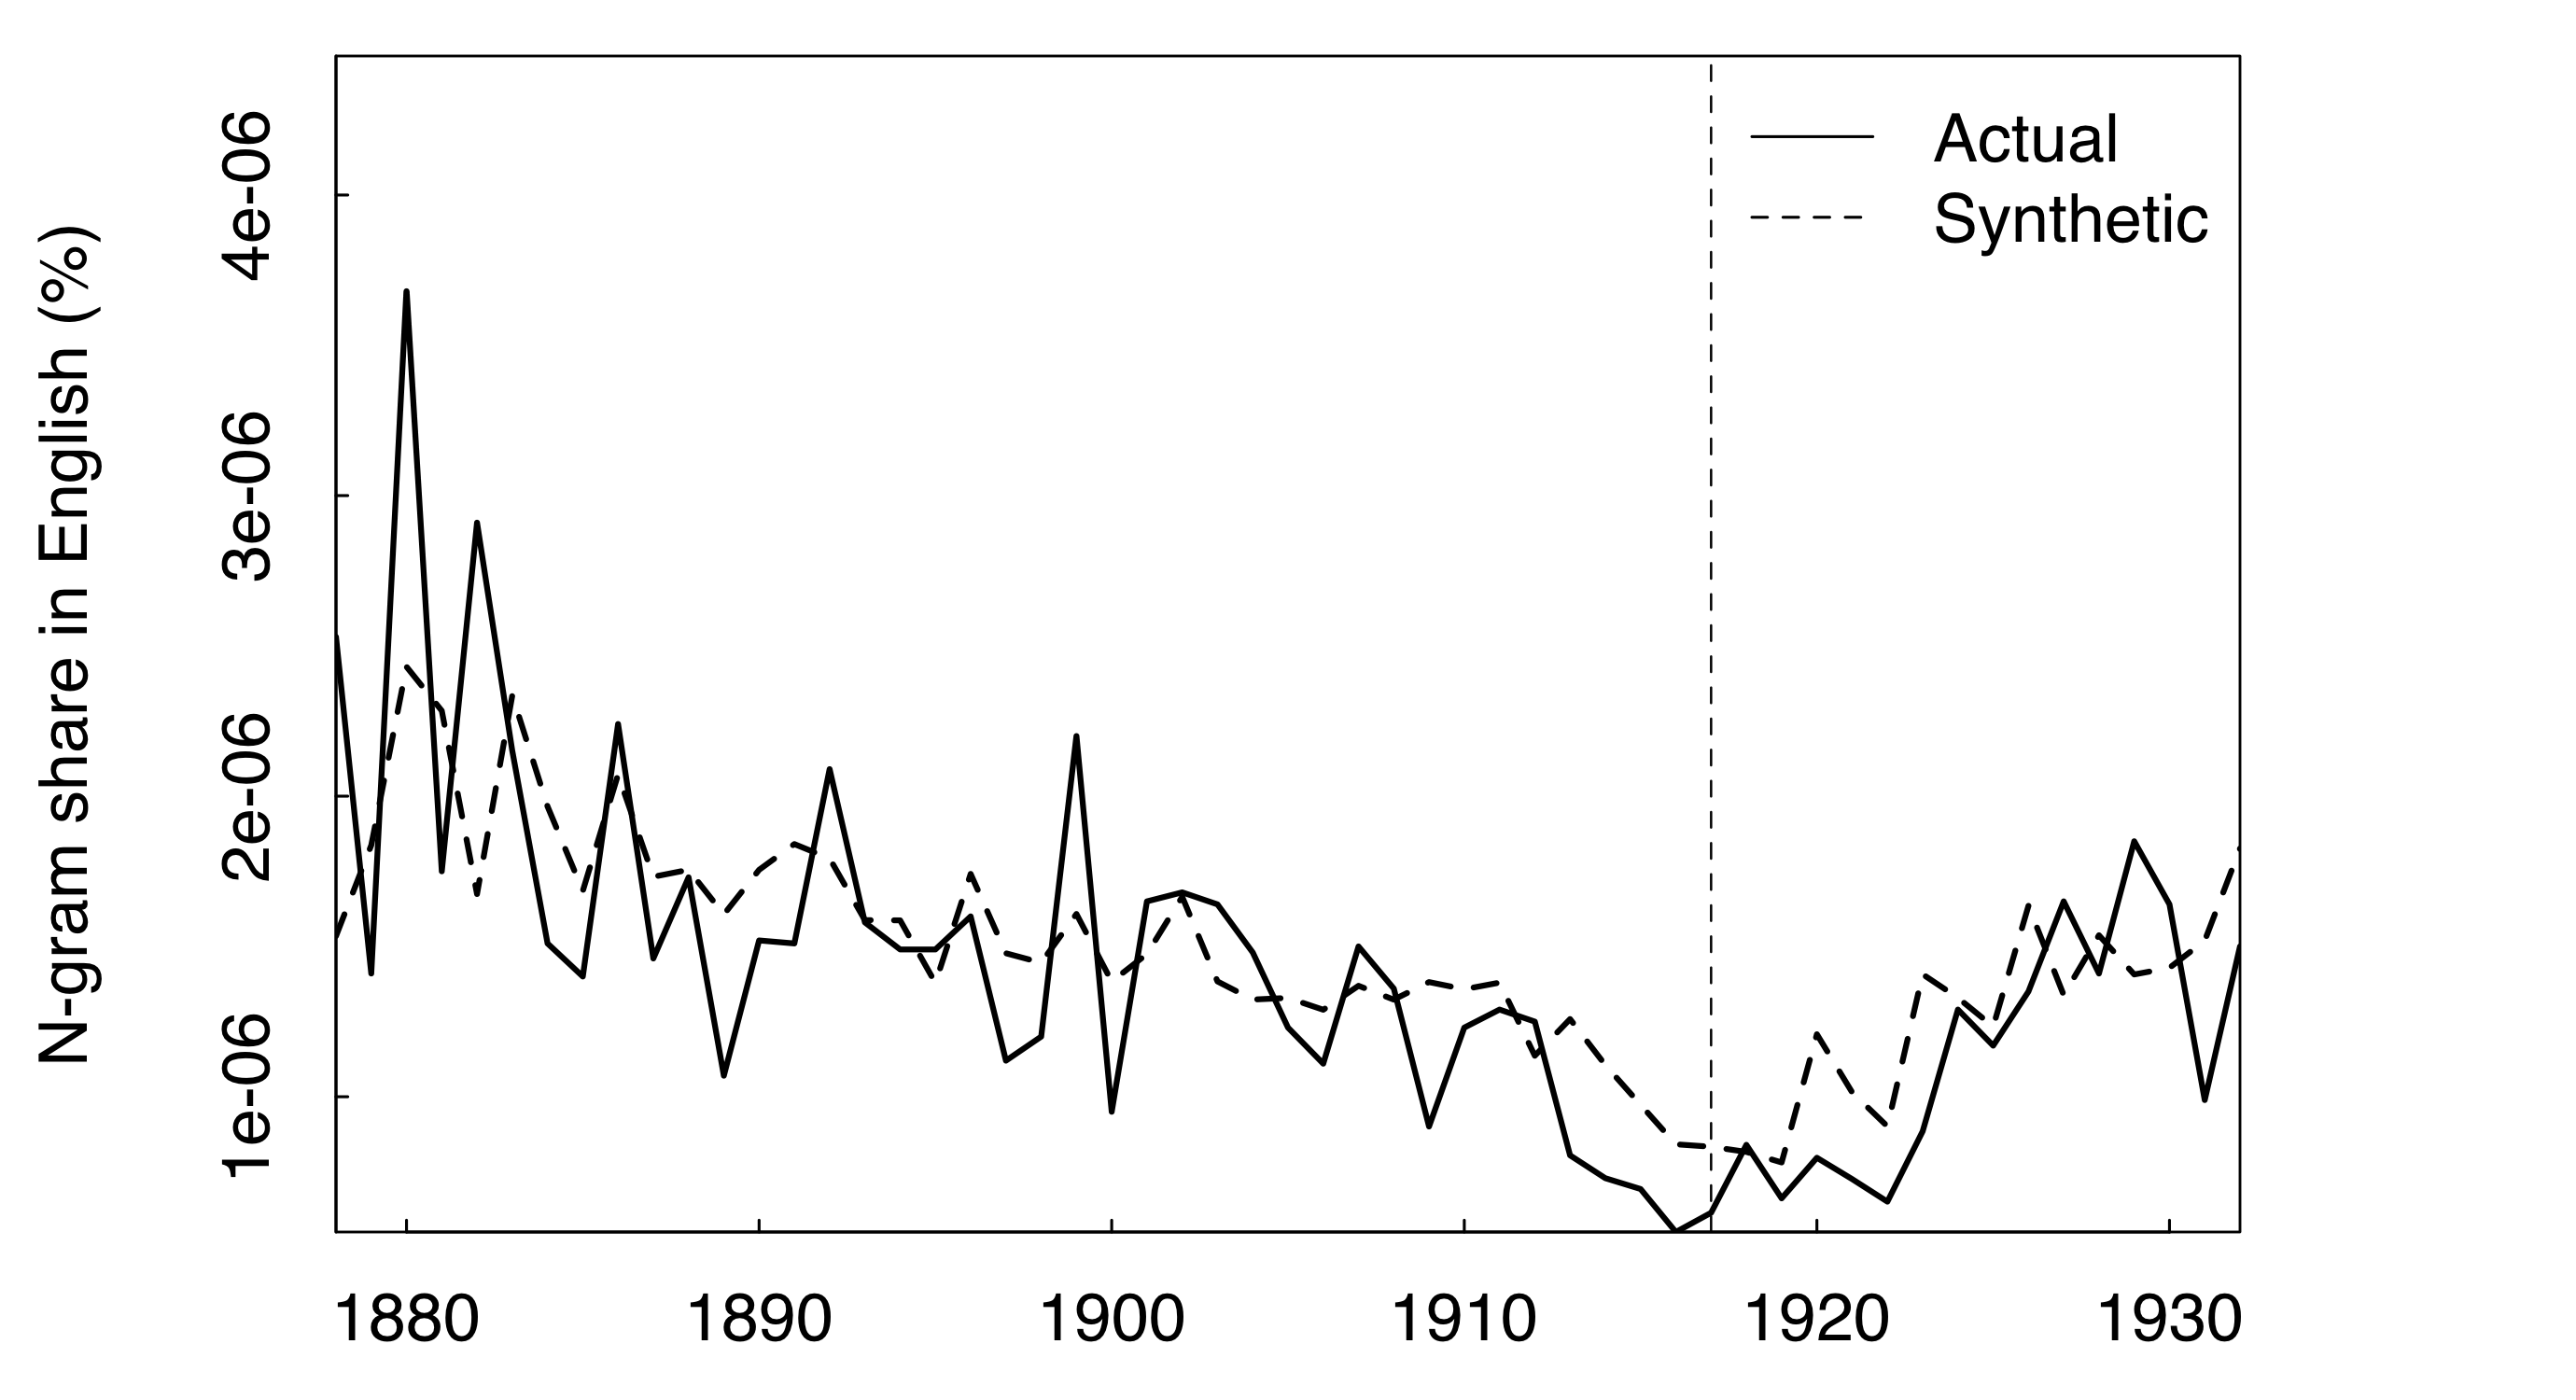 N-gram share in English (%)
4e-06
3e-06
2e-06
1e-06
Actual
Synthetic
1880 1890 1900 1910 1920 1930